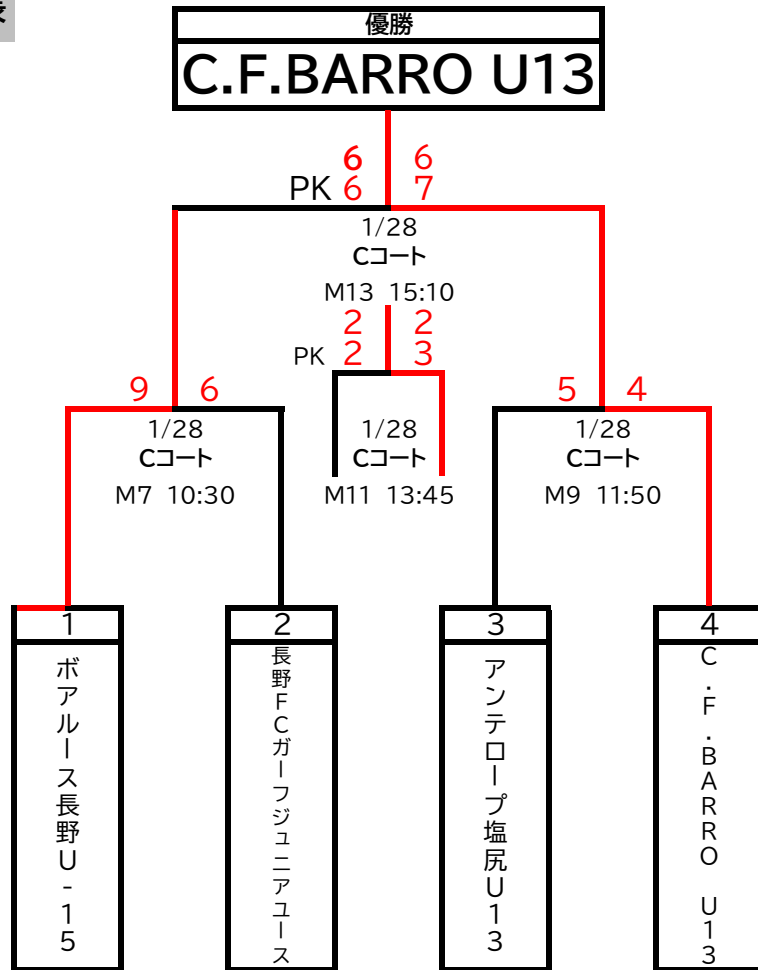 優勝
C.F.BARRO U13
6 6
PK 6 7
1/28
Cコート
M13 15:10
2 2
PK 2 3
9 6
5 4
1/28
Cコート
M7 10:30
1/28
Cコート
M11 13:45
1/28
Cコート
M9 11:50
1
ボアルース長野U-15
2
長野FCガーフジュニアユース
3
アンテロープ塩尻U13
4
C.F.BARRO U13